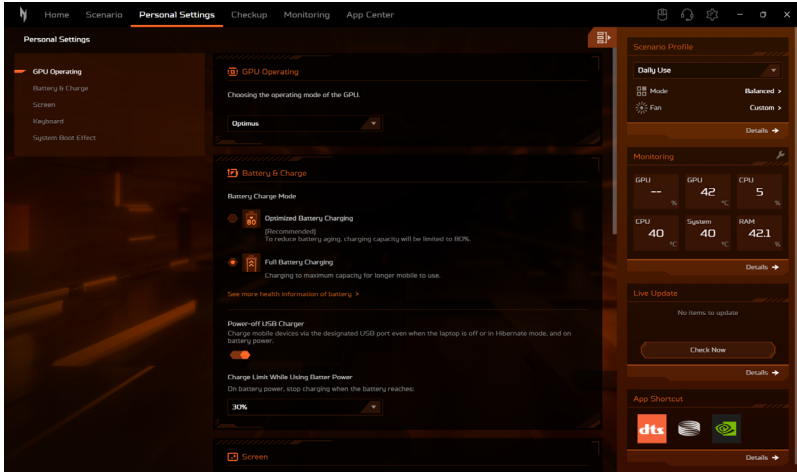 Home Scenario Personal Settings Checkup Monitoring App Center
Personal Settings
GPU Operating
Battery & Charge
Screen
Keyboard
System Boot Effect
GPU Operating
Choosing the operating mode of the GPU.
Optimus
Battery & Charge
Battery Charge Mode
80
Optimized Battery Charging
[Recommended]
To reduce battery aging, charging capacity will be limited to 80%.
Full Battery Charging
Charging to maximum capacity for longer mobile to use.
See more health information of battery >
Power-off USB Charger
Charge mobile devices via the designated USB port even when the laptop is off or in Hibernate mode, and on
battery power.
Charge Limit While Using Batter Power
On battery power, stop charging when the battery reaches:
30%
Screen
Scenario Profile
Daily Use
Mode Balanced >
Fan Custom >
Details
Monitoring
GPU GPU CPU
-- 42 5
% °C %
CPU System RAM
40 40 42.1
°C °C %
Details
Live Update
No items to update
Check Now
Details
App Shortcut
dts
Details